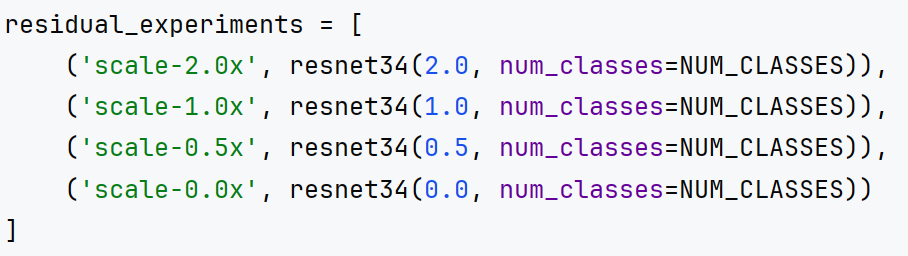 residual_experiments = [
    ('scale-2.0x', resnet34(2.0, num_classes=NUM_CLASSES)),
    ('scale-1.0x', resnet34(1.0, num_classes=NUM_CLASSES)),
    ('scale-0.5x', resnet34(0.5, num_classes=NUM_CLASSES)),
    ('scale-0.0x', resnet34(0.0, num_classes=NUM_CLASSES))
]